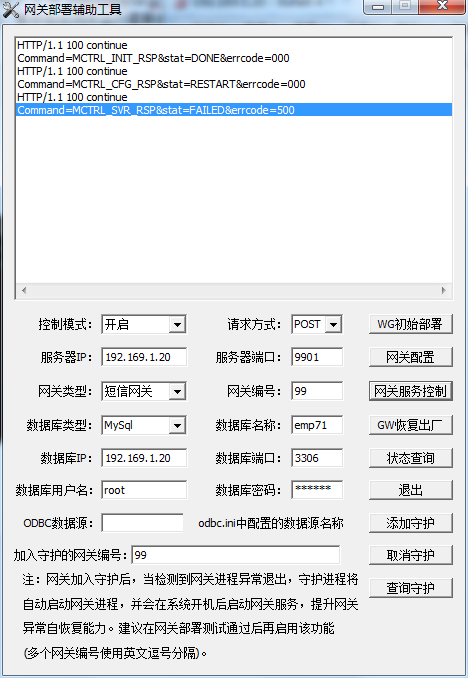 网关部署辅助工具
HTTP/1.1 100 continue
Command=MCTRL_INIT_RSP&stat=DONE&errcode=000
HTTP/1.1 100 continue
Command=MCTRL_CFG_RSP&stat=RESTART&errcode=000
HTTP/1.1 100 continue
Command=MCTRL_SVR_RSP&stat=FAILED&errcode=500
控制模式： 开启 请求方式： POST WG初始部署
服务器IP： 192.168.1.20 服务器端口： 9901 网关配置
网关类型： 短信网关 网关编号： 99 网关服务控制
数据库类型： MySql 数据库名称： emp71 GW恢复出厂
数据库IP： 192.168.1.20 数据库端口： 3306 状态查询
数据库用户名： root 数据库密码： ****** 退出
ODBC数据源： odbc.ini中配置的数据源名称 添加守护
加入守护的网关编号： 99 取消守护
注：网关加入守护后，当检测到网关进程异常退出，守护进程将 查询守护
自动启动网关进程，并会在系统开机后启动网关服务，提升网关
异常自恢复能力。建议在网关部署测试通过后再启用该功能
(多个网关编号使用英文逗号分隔)。